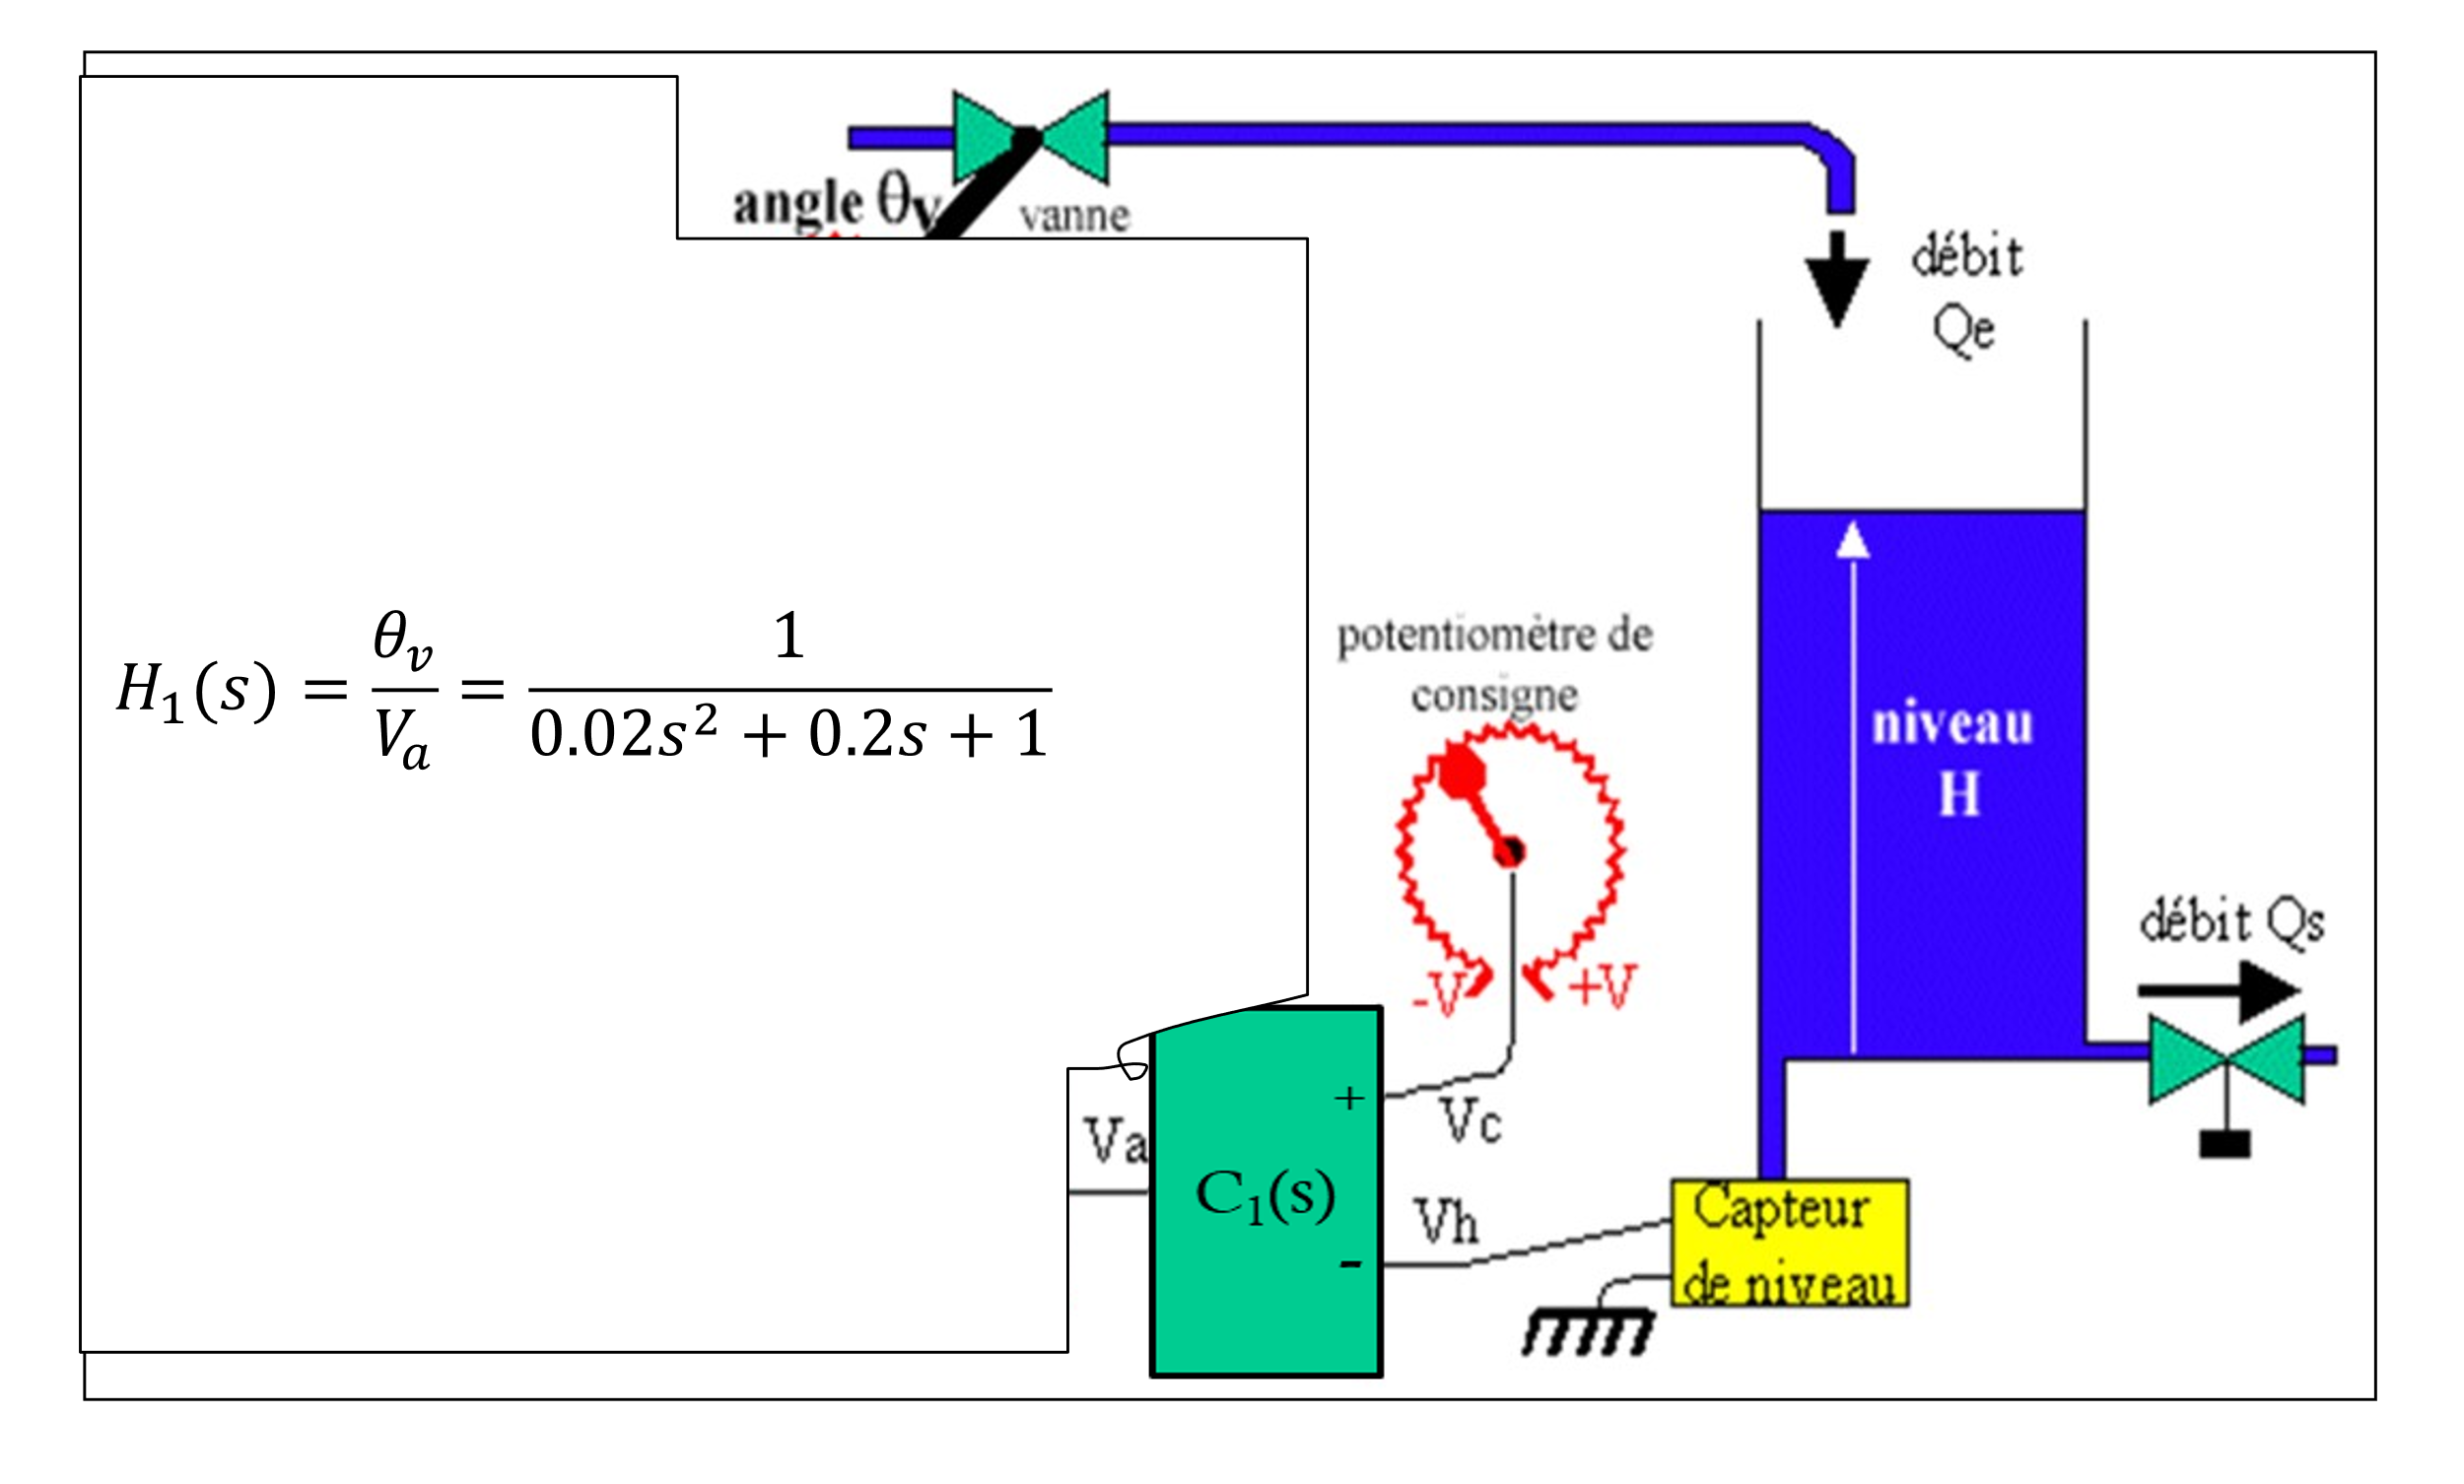 angle θv
vanne
débit
Qe
H₁(s) = θᵥ/Vₐ = 1/(0.02s² + 0.2s + 1)
potentiomètre de
consigne
-V
+V
niveau
H
débit Qs
Va
+
C₁(s)
-
Vc
Vh
Capteur
de niveau